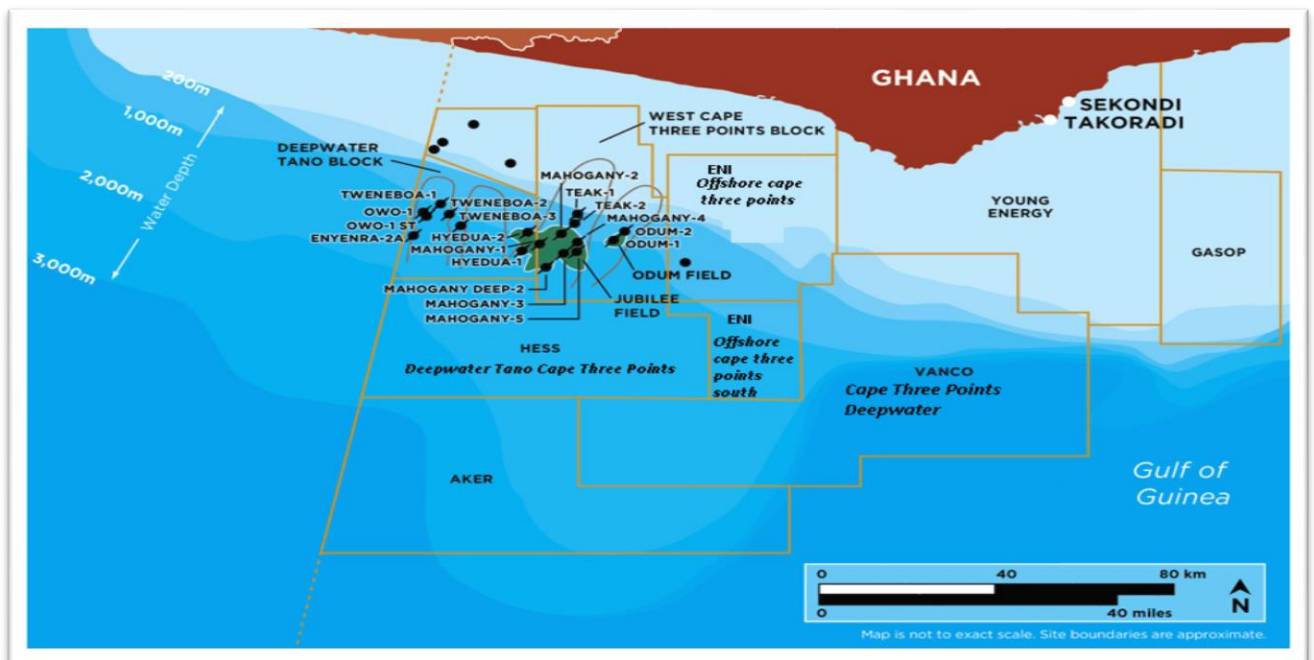 GHANA
SEKONDI
TAKORADI
200m
1,000m
2,000m
3,000m
Water Depth
DEEPWATER
TANO BLOCK
WEST CAPE
THREE POINTS BLOCK
MAHOGANY-2
TEAK-1
TEAK-2
MAHOGANY-4
ODUM-2
ODUM-1
ODUM FIELD
TWENEBOA-1
TWENEBOA-2
TWENEBOA-3
OWO-1
OWO-1 ST
ENYENRA-2A
HYEDUA-2
MAHOGANY-1
HYEDUA-1
MAHOGANY DEEP-2
MAHOGANY-3
MAHOGANY-5
JUBILEE
FIELD
ENI
Offshore cape
three points
YOUNG
ENERGY
GASOP
HESS
Deepwater Tano Cape Three Points
ENI
Offshore
cape three
points
south
VANCO
Cape Three Points
Deepwater
AKER
Gulf of
Guinea
0 40 80 km
0 40 miles
N
Map is not to exact scale. Site boundaries are approximate.